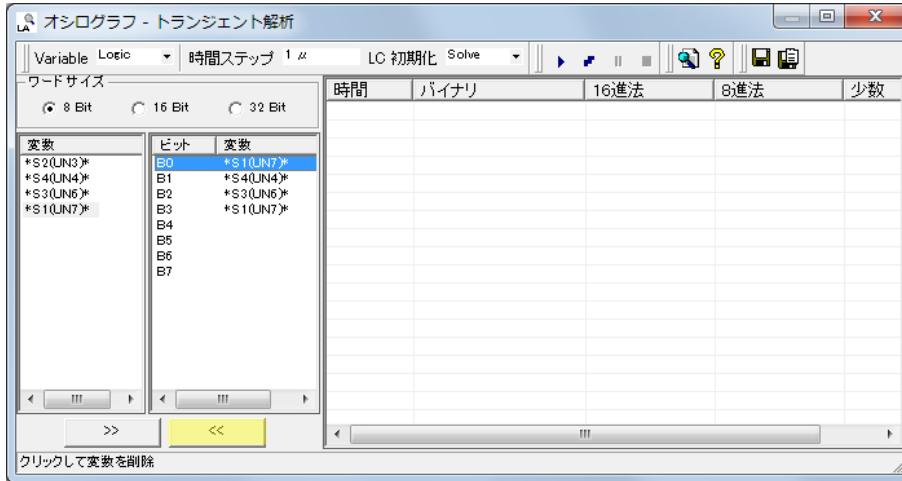 オシログラフ - トランジェント解析
Variable Logic 時間ステップ 1 μ LC 初期化 Solve
ワードサイズ
8 Bit 16 Bit 32 Bit
時間 バイナリ 16進法 8進法 少数
変数 ビット 変数
*S2(UN3)* B0 *S1(UN7)*
*S4(UN4)* B1 *S4(UN4)*
*S3(UN6)* B2 *S3(UN6)*
*S1(UN7)* B3 *S1(UN7)*
B4
B5
B6
B7
>> <<
クリックして変数を削除